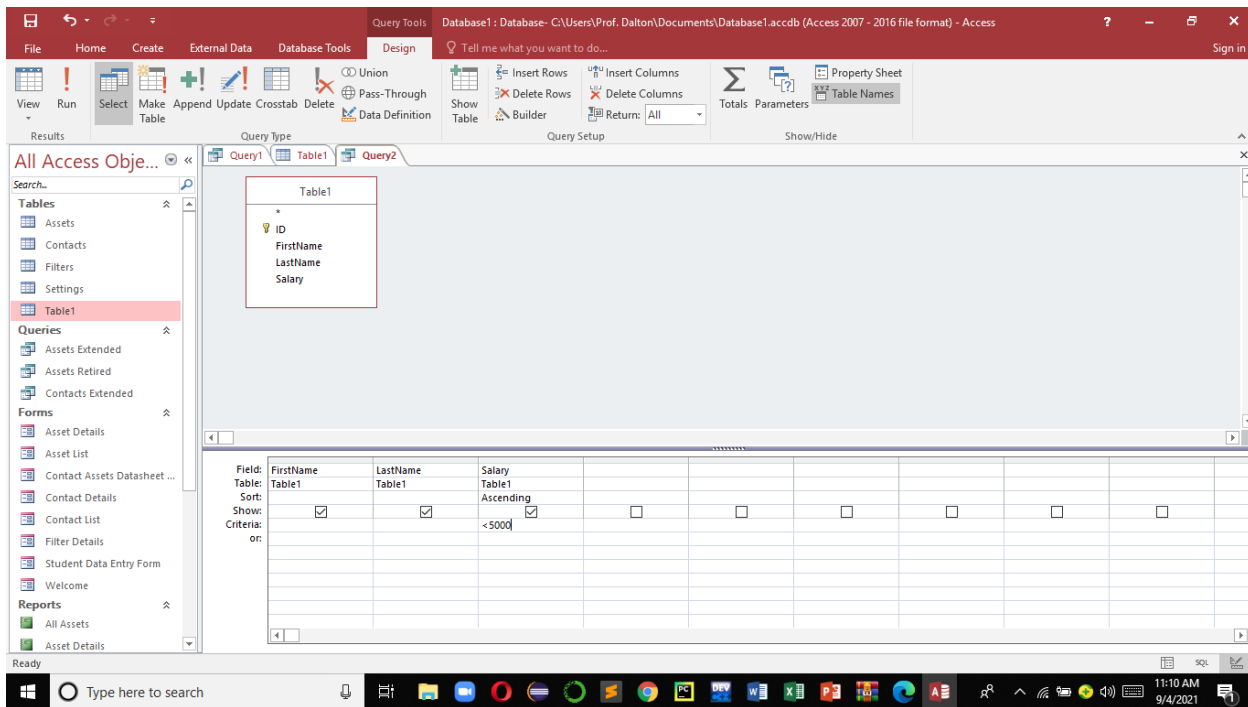 Query Tools Database1 : Database- C:\Users\Prof. Dalton\Documents\Database1.accdb (Access 2007 - 2016 file format) - Access ?
File Home Create External Data Database Tools Design Tell me what you want to do... Sign in
View Run Select Make Table Append Update Crosstab Delete
Union
Pass-Through
Data Definition
Show Table
Insert Rows
Delete Rows
Builder
Insert Columns
Delete Columns
Return: All
Totals Parameters
Property Sheet
Table Names
Results Query Type Query Setup Show/Hide
All Access Obje...
Search..
Tables
Assets
Contacts
Filters
Settings
Table1
Queries
Assets Extended
Assets Retired
Contacts Extended
Forms
Asset Details
Asset List
Contact Assets Datasheet ...
Contact Details
Contact List
Filter Details
Student Data Entry Form
Welcome
Reports
All Assets
Asset Details
Query1 Table1 Query2
Table1
*
ID
FirstName
LastName
Salary
Field: FirstName LastName Salary
Table: Table1 Table1 Table1
Sort: Ascending
Show:
Criteria: <5000
or:
Ready SQL
Type here to search 11:10 AM
9/4/2021